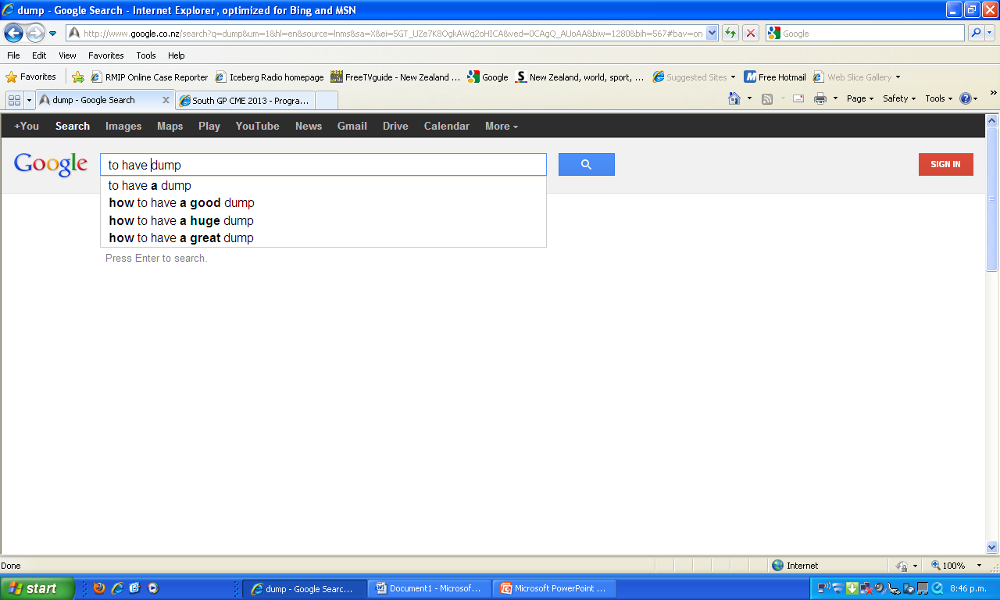 dump - Google Search - Internet Explorer, optimized for Bing and MSN
http://www.google.co.nz/search?q=dump&um=1&hl=en&source=lnms&sa=X&ei=5GT_UZe7K8OgkAWq2oHICA&ved=0CAgQ_AUoAA&biw=1280&bih=567#bav=on Google
File Edit View Favorites Tools Help
Favorites RMIP Online Case Report... Iceberg Radio homepage FreeTVguide - New Zealand ... Google New Zealand, world, sport, ... Suggested Sites Free Hotmail Web Slice Gallery
dump - Google Search South GP CME 2013 - Progra... Page Safety Tools
+You Search Images Maps Play YouTube News Gmail Drive Calendar More
Google to have dump SIGN IN
to have a dump
how to have a good dump
how to have a huge dump
how to have a great dump
Press Enter to search.
Done Internet 100%
start dump - Google Searc... Document1 - Microsof... Microsoft PowerPoint ... 8:46 p.m.